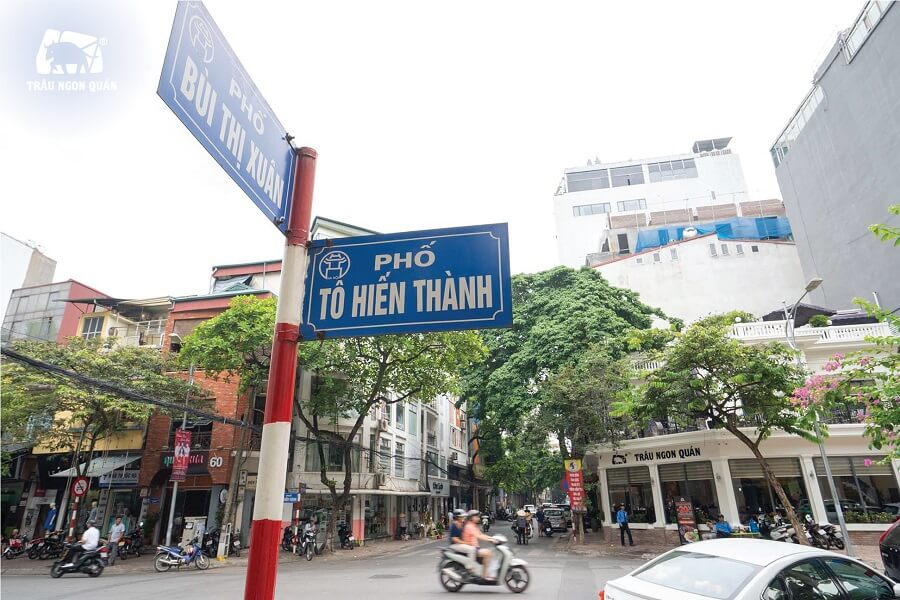 TRÂU NGON QUÁN
PHỐ
BÙI THỊ XUÂN
PHỐ
TÔ HIẾN THÀNH
TRÂU NGON QUÁN
60